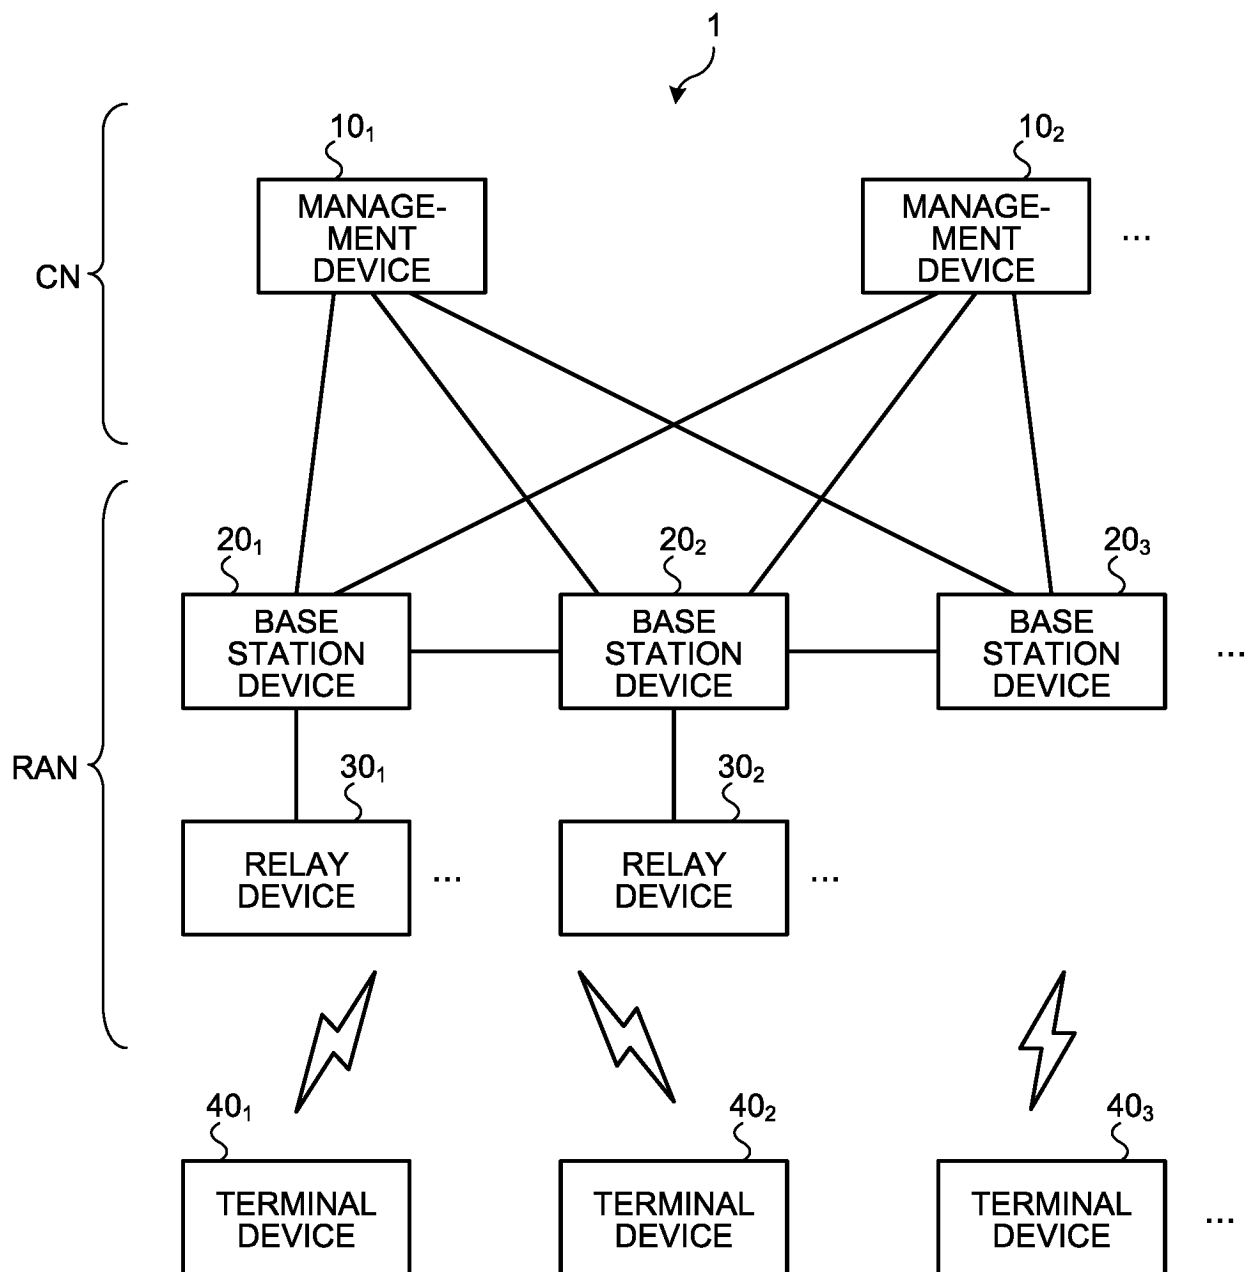 1
10₁
10₂
MANAGE-
MENT
DEVICE
MANAGE-
MENT
DEVICE
...
CN
20₁
20₂
20₃
BASE
STATION
DEVICE
BASE
STATION
DEVICE
BASE
STATION
DEVICE
...
RAN
30₁
30₂
RELAY
DEVICE
...
RELAY
DEVICE
...
40₁
40₂
40₃
TERMINAL
DEVICE
TERMINAL
DEVICE
TERMINAL
DEVICE
...